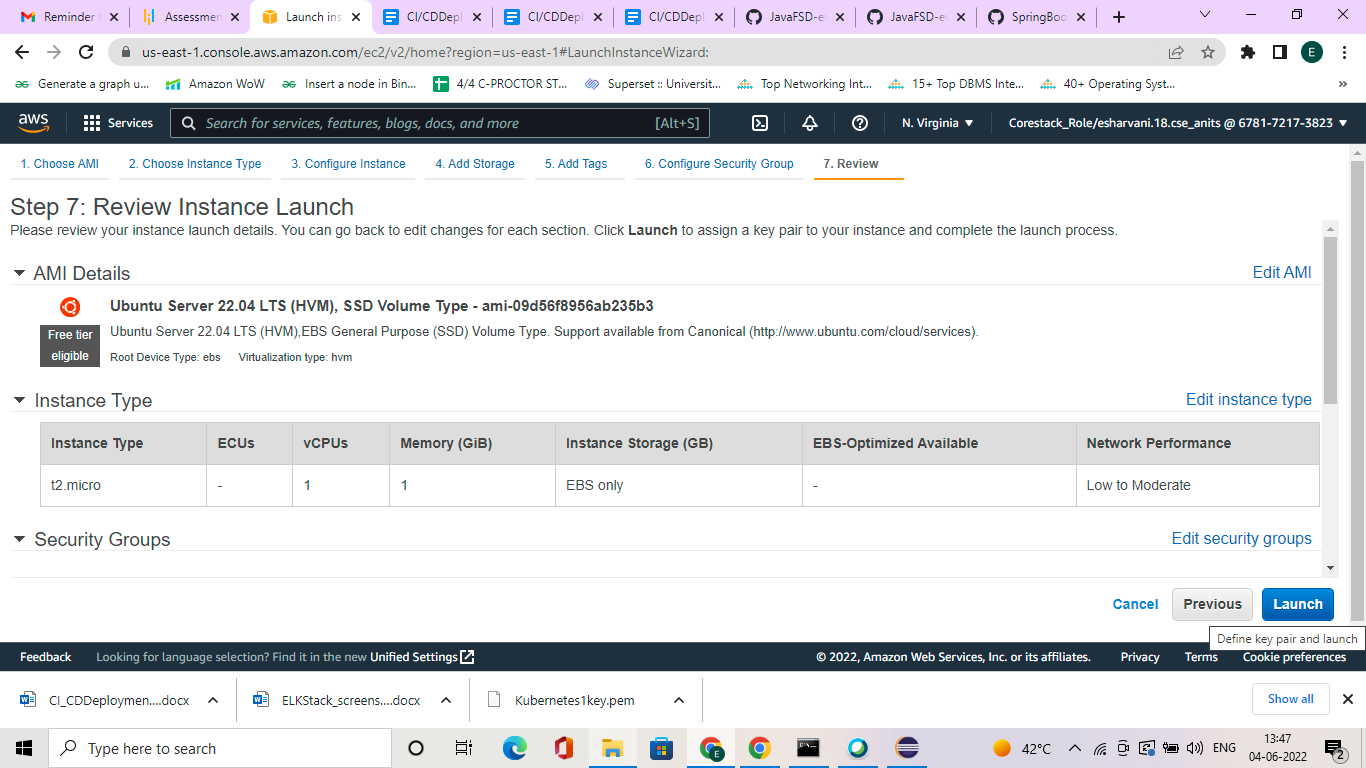 Reminder f
Assessmen
Launch ins
CI/CDDepl
CI/CDDepl
CI/CDDepl
JavaFSD-e
JavaFSD-e
SpringBoo
us-east-1.console.aws.amazon.com/ec2/v2/home?region=us-east-1#LaunchInstanceWizard:
E
Generate a graph u...
Amazon WoW
Insert a node in Bin...
4/4 C-PROCTOR ST...
Superset :: Universit...
Top Networking Int...
15+ Top DBMS Inte...
40+ Operating Syst...
aws
Services
Search for services, features, blogs, docs, and more
[Alt+S]
N. Virginia
Corestack_Role/esharvani.18.cse_anits @ 6781-7217-3823
1. Choose AMI
2. Choose Instance Type
3. Configure Instance
4. Add Storage
5. Add Tags
6. Configure Security Group
7. Review
Step 7: Review Instance Launch
Please review your instance launch details. You can go back to edit changes for each section. Click Launch to assign a key pair to your instance and complete the launch process.
AMI Details
Edit AMI
Ubuntu Server 22.04 LTS (HVM), SSD Volume Type - ami-09d56f8956ab235b3
Free tier
eligible
Ubuntu Server 22.04 LTS (HVM),EBS General Purpose (SSD) Volume Type. Support available from Canonical (http://www.ubuntu.com/cloud/services).
Root Device Type: ebs Virtualization type: hvm
Instance Type
Edit instance type
Instance Type ECUs vCPUs Memory (GiB) Instance Storage (GB) EBS-Optimized Available Network Performance
t2.micro - 1 1 EBS only - Low to Moderate
Security Groups
Edit security groups
Cancel
Previous
Launch
Define key pair and launch
Feedback
Looking for language selection? Find it in the new Unified Settings
© 2022, Amazon Web Services, Inc. or its affiliates.
Privacy
Terms
Cookie preferences
CI_CDDeploymen....docx
ELKStack_screens....docx
Kubernetes1key.pem
Show all
Type here to search
E
42°C
ENG
13:47
04-06-2022
2